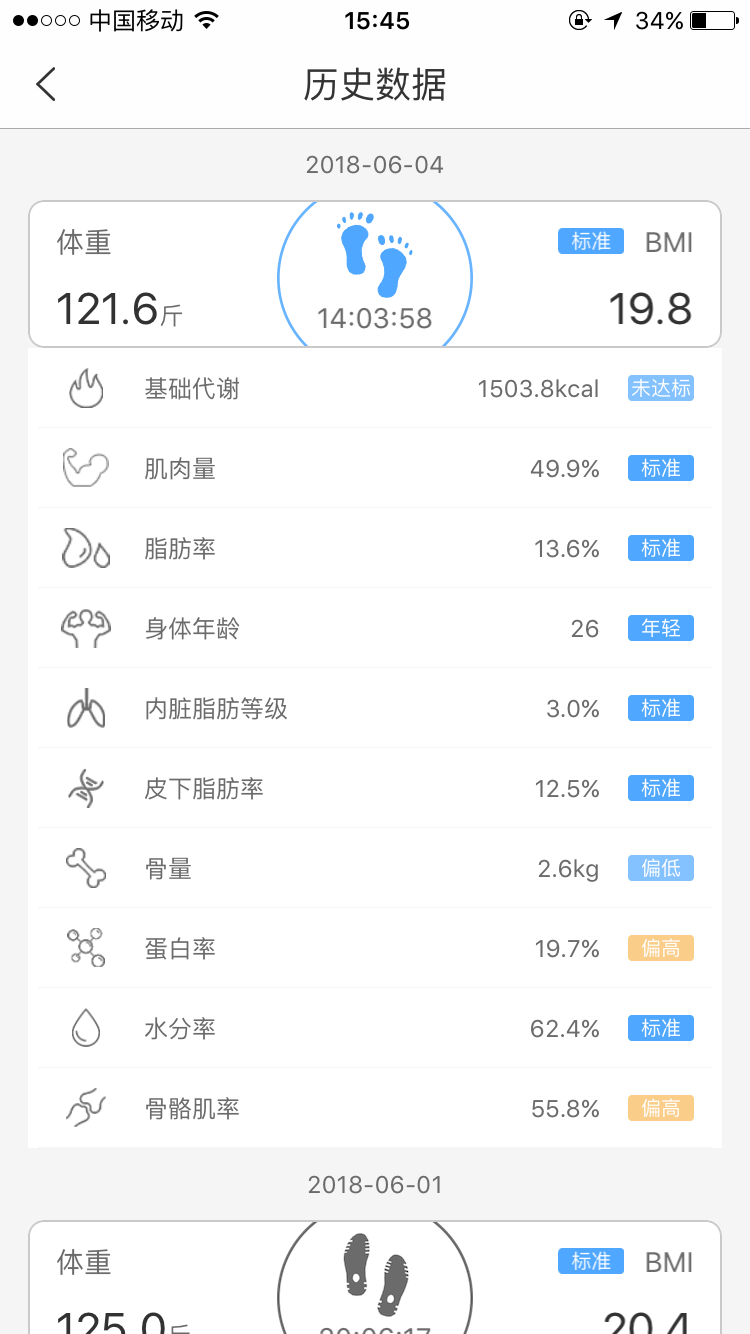 中国移动 15:45 34%
历史数据
2018-06-04
体重 标准 BMI
121.6斤 14:03:58 19.8
基础代谢 1503.8kcal 未达标
肌肉量 49.9% 标准
脂肪率 13.6% 标准
身体年龄 26 年轻
内脏脂肪等级 3.0% 标准
皮下脂肪率 12.5% 标准
骨量 2.6kg 偏低
蛋白率 19.7% 偏高
水分率 62.4% 标准
骨骼肌率 55.8% 偏高
2018-06-01
体重 标准 BMI
125.0斤 20:06:17 20.4